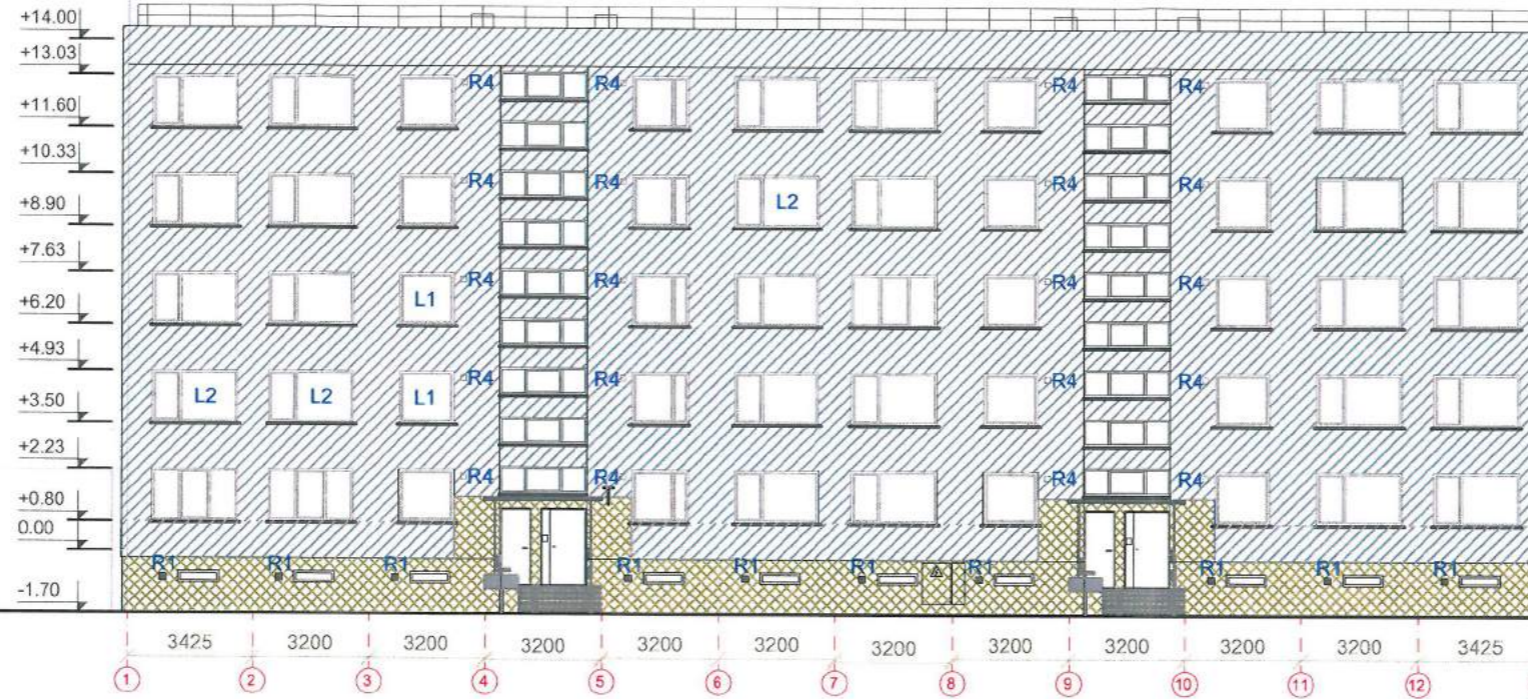 +14.00
+13.03
R4 R4 R4 R4
+11.60
+10.33
R4 R4 R4 R4
+8.90
L2
+7.63
R4 R4 R4 R4
+6.20
L1
+4.93
R4 R4 R4 R4
+3.50
L2 L2 L1
+2.23
R4 R4 R4 R4
+0.80
0.00
R1 R1 R1 R1 R1 R1 R1 R1 R1 R1
-1.70
3425 3200 3200 3200 3200 3200 3200 3200 3200 3200 3200 3425
1 2 3 4 5 6 7 8 9 10 11 12